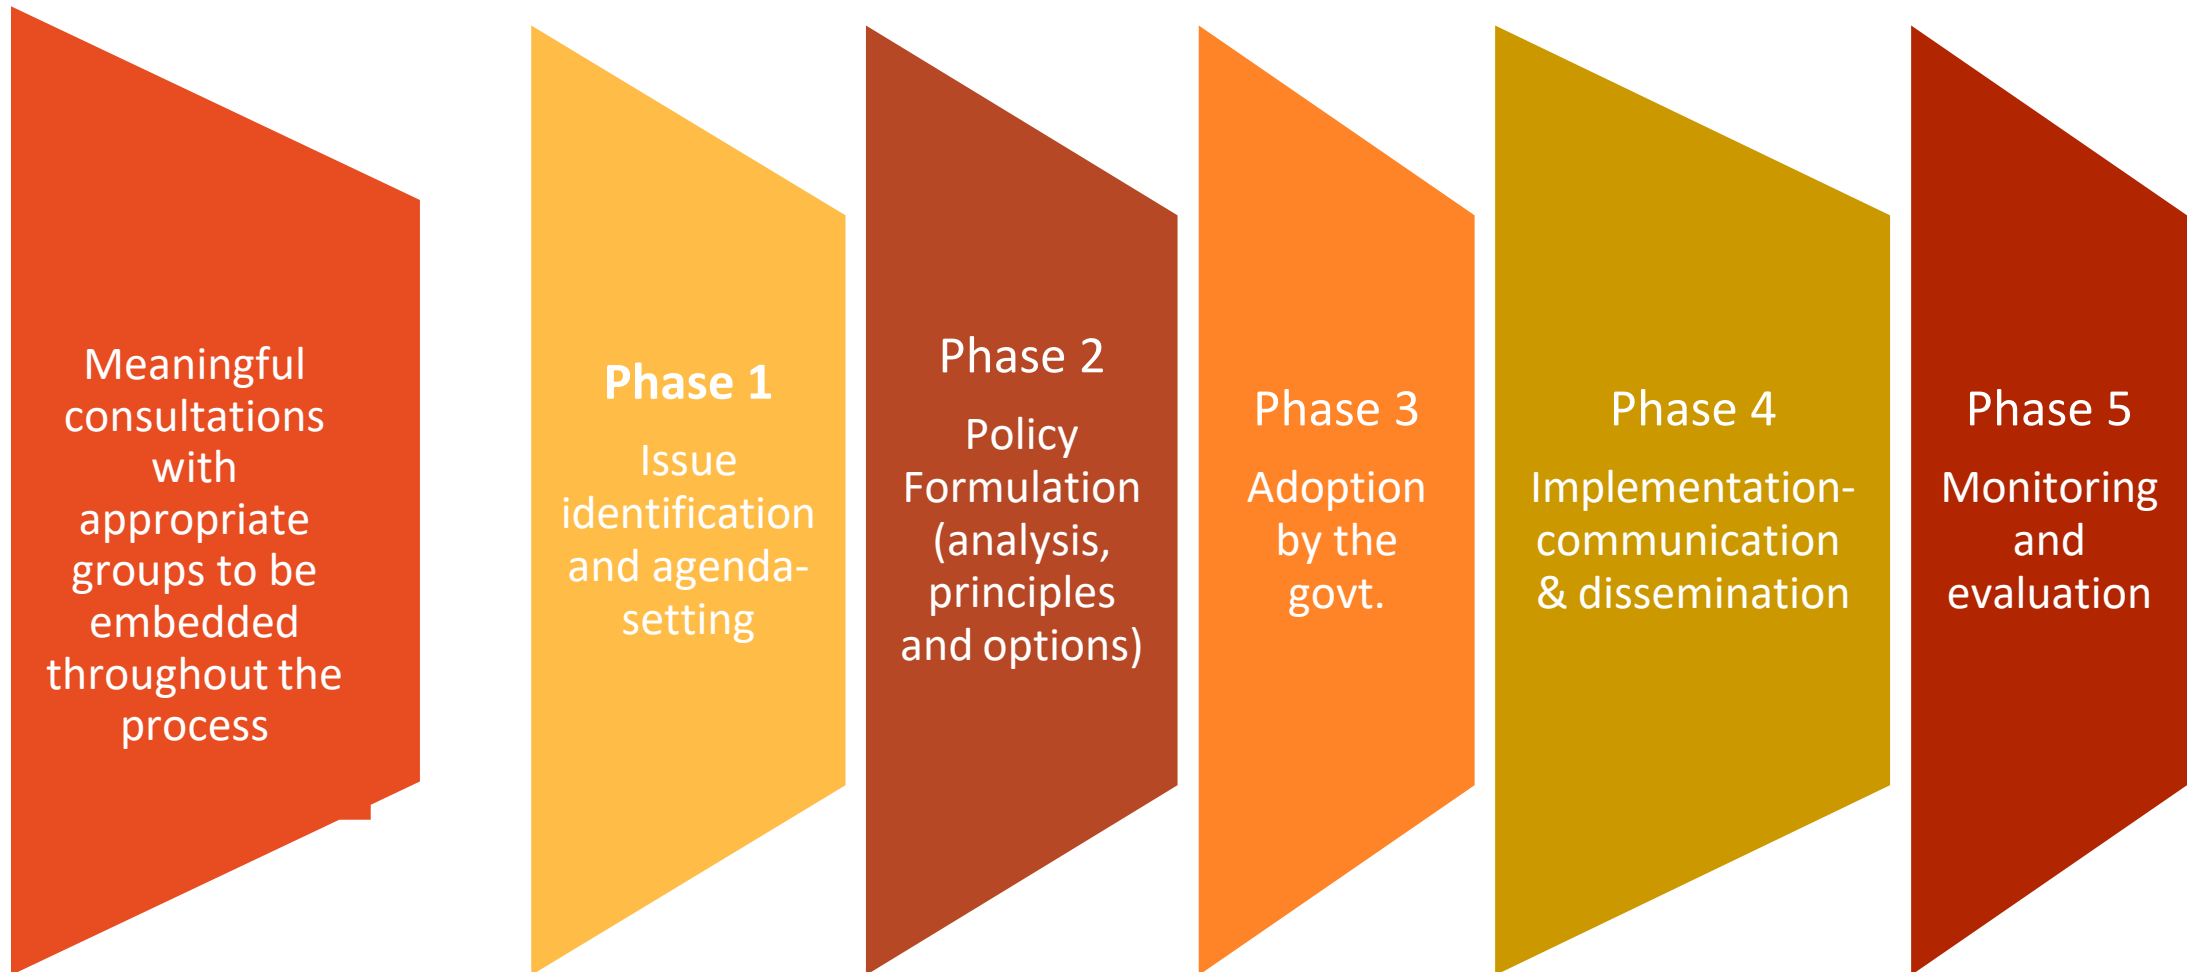 Meaningful
consultations
with
appropriate
groups to be
embedded
throughout the
process
Phase 1
Issue
identification
and agenda-
setting
Phase 2
Policy
Formulation
(analysis,
principles
and options)
Phase 3
Adoption
by the
govt.
Phase 4
Implementation-
communication
& dissemination
Phase 5
Monitoring
and
evaluation